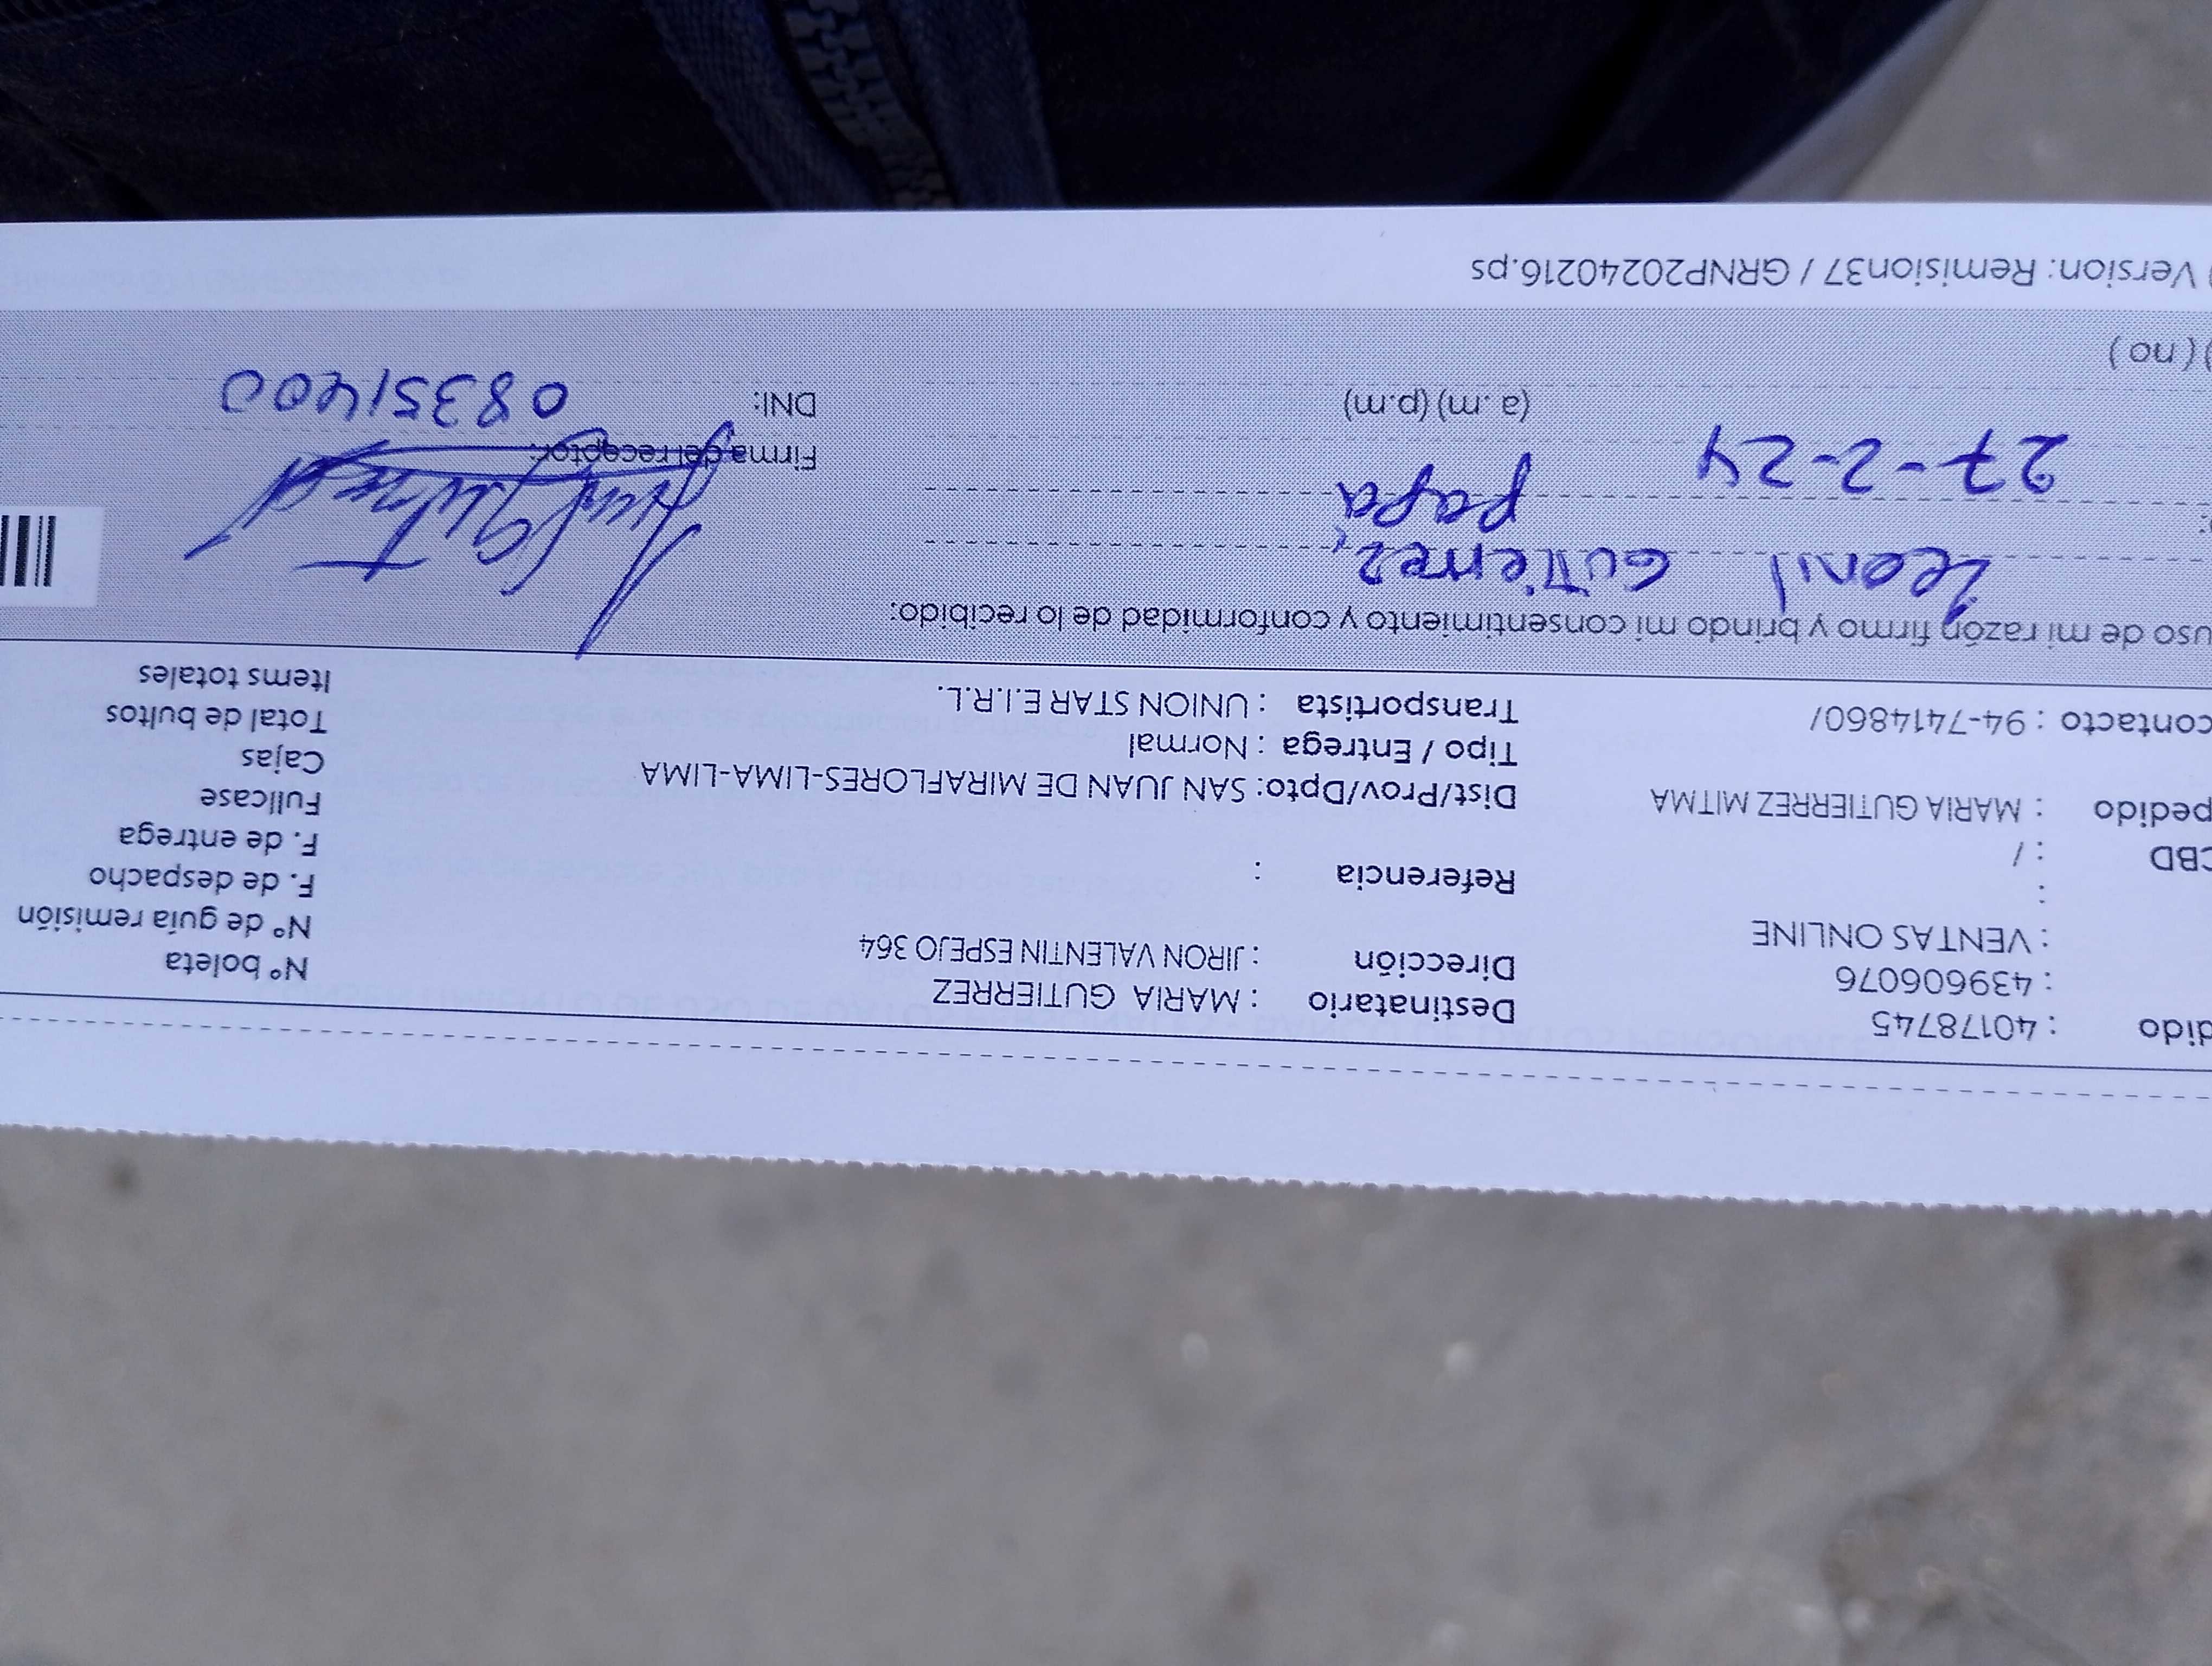 dido : 40178745 Destinatario : MARIA GUTIERREZ N° boleta
: 43960676 Dirección : JIRON VALENTIN ESPEJO 364 N° de guía remisión
: VENTAS ONLINE
: Referencia : F. de despacho
CBD : / F. de entrega
pedido : MARIA GUTIERREZ MITMA Dist/Prov/Dpto: SAN JUAN DE MIRAFLORES-LIMA-LIMA Fullcase
Tipo / Entrega : Normal Cajas
contacto : 94-7414860/ Transportista : UNION STAR E.I.R.L. Total de bultos
Items totales
uso de mi razón firmo y brindo mi consentimiento y conformidad de lo recibido:
Leonil Gutierrez,
papá
27-2-24 Firma del receptor:
(a.m) (p.m) DNI: 08351400
) ( no )
) Version: Remision37 / GRNP20240216.ps